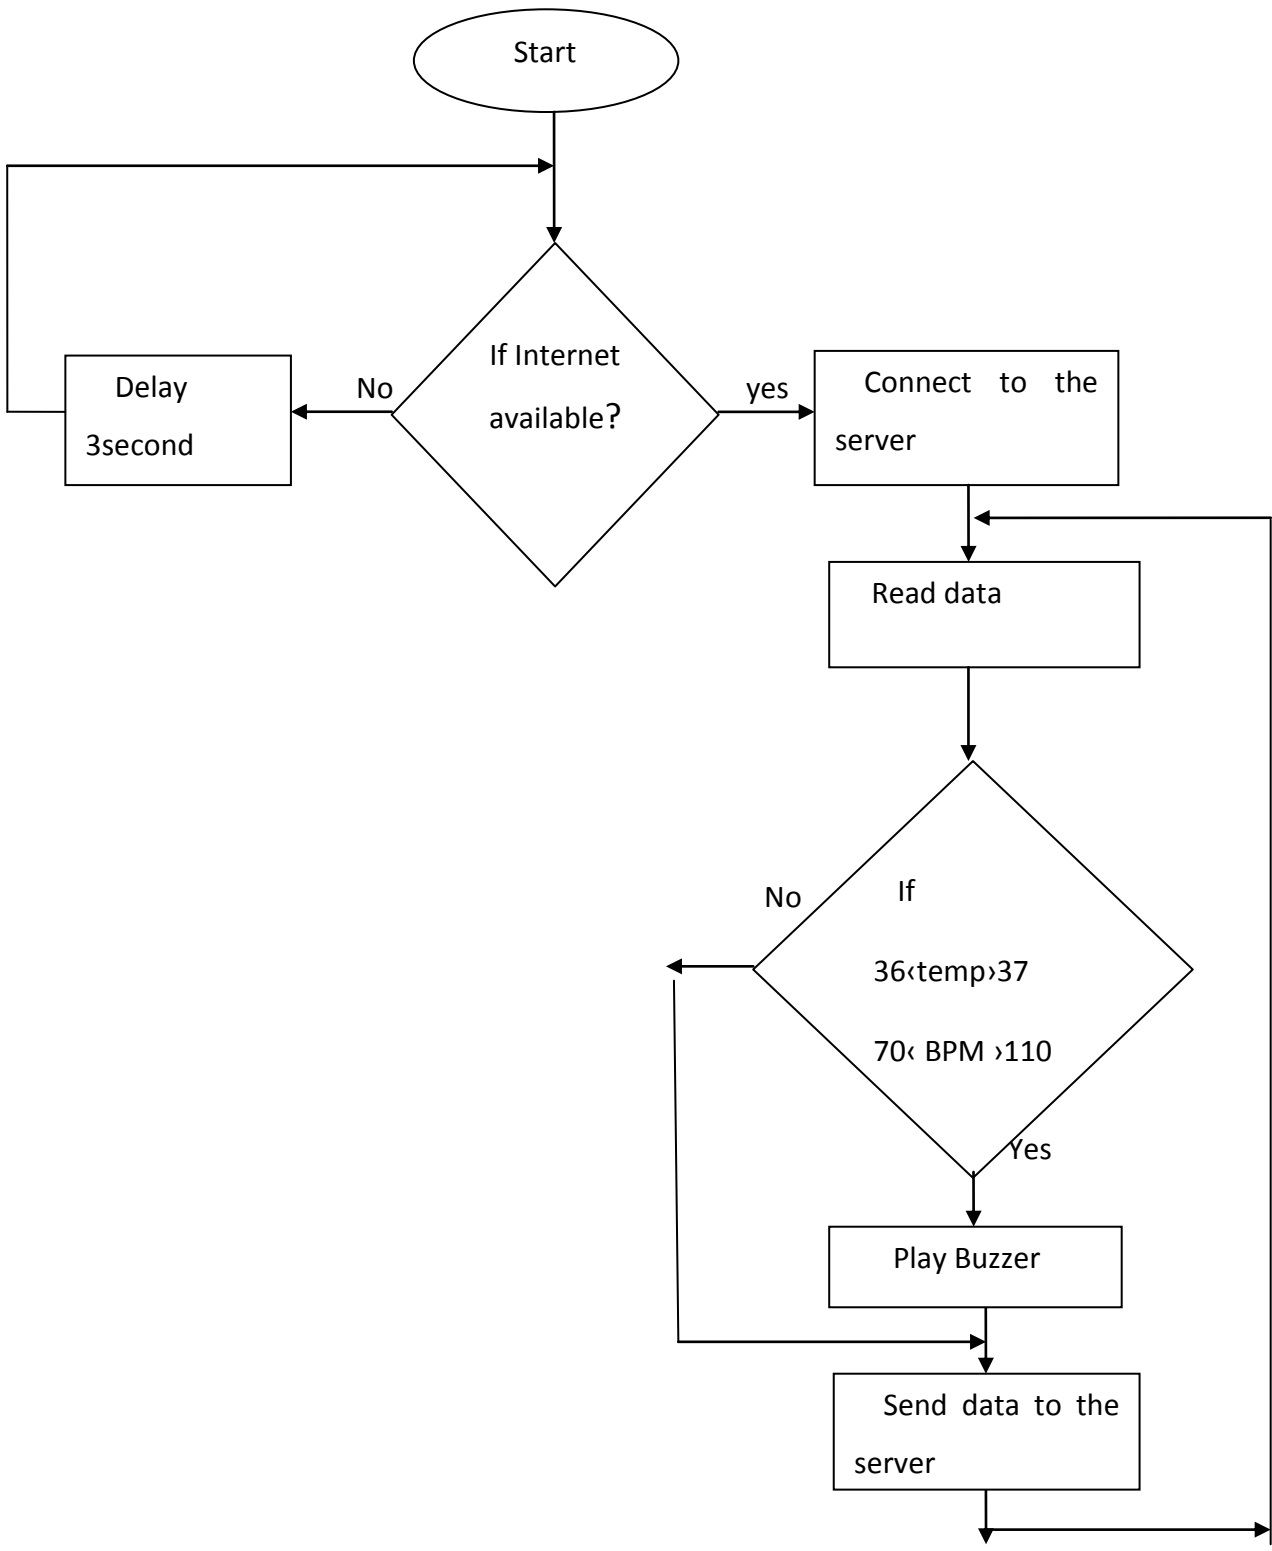 Start
If Internet
available?
No
Delay
3second
yes
Connect to the
server
Read data
No
If
36‹temp›37
70‹ BPM ›110
Yes
Play Buzzer
Send data to the
server